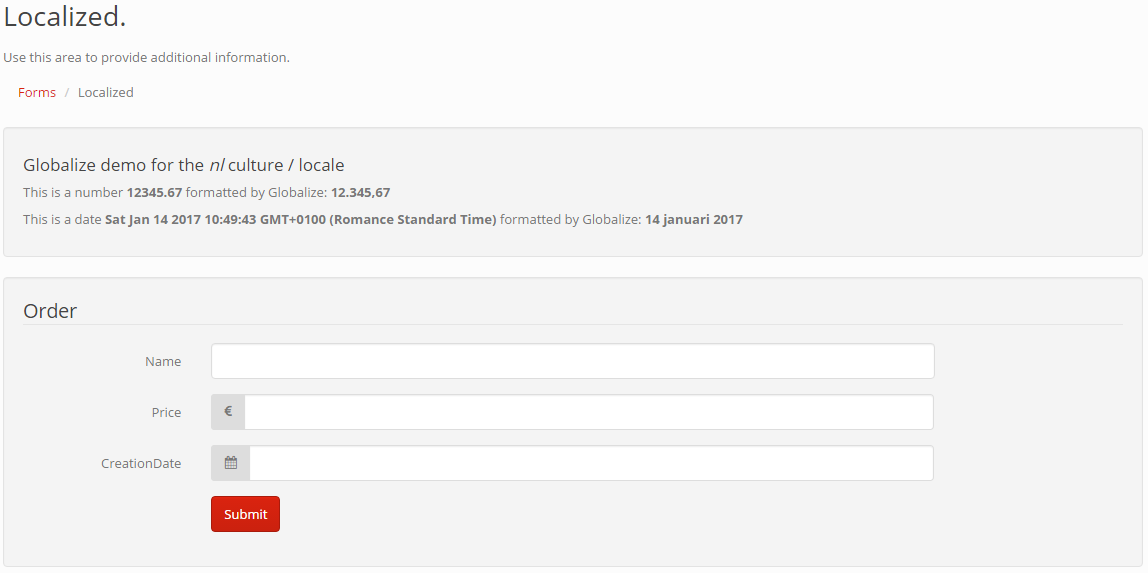 Localized.
Use this area to provide additional information.
Forms / Localized
Globalize demo for the nl culture / locale
This is a number 12345.67 formatted by Globalize: 12.345,67
This is a date Sat Jan 14 2017 10:49:43 GMT+0100 (Romance Standard Time) formatted by Globalize: 14 januari 2017
Order
Name
Price €
CreationDate
Submit